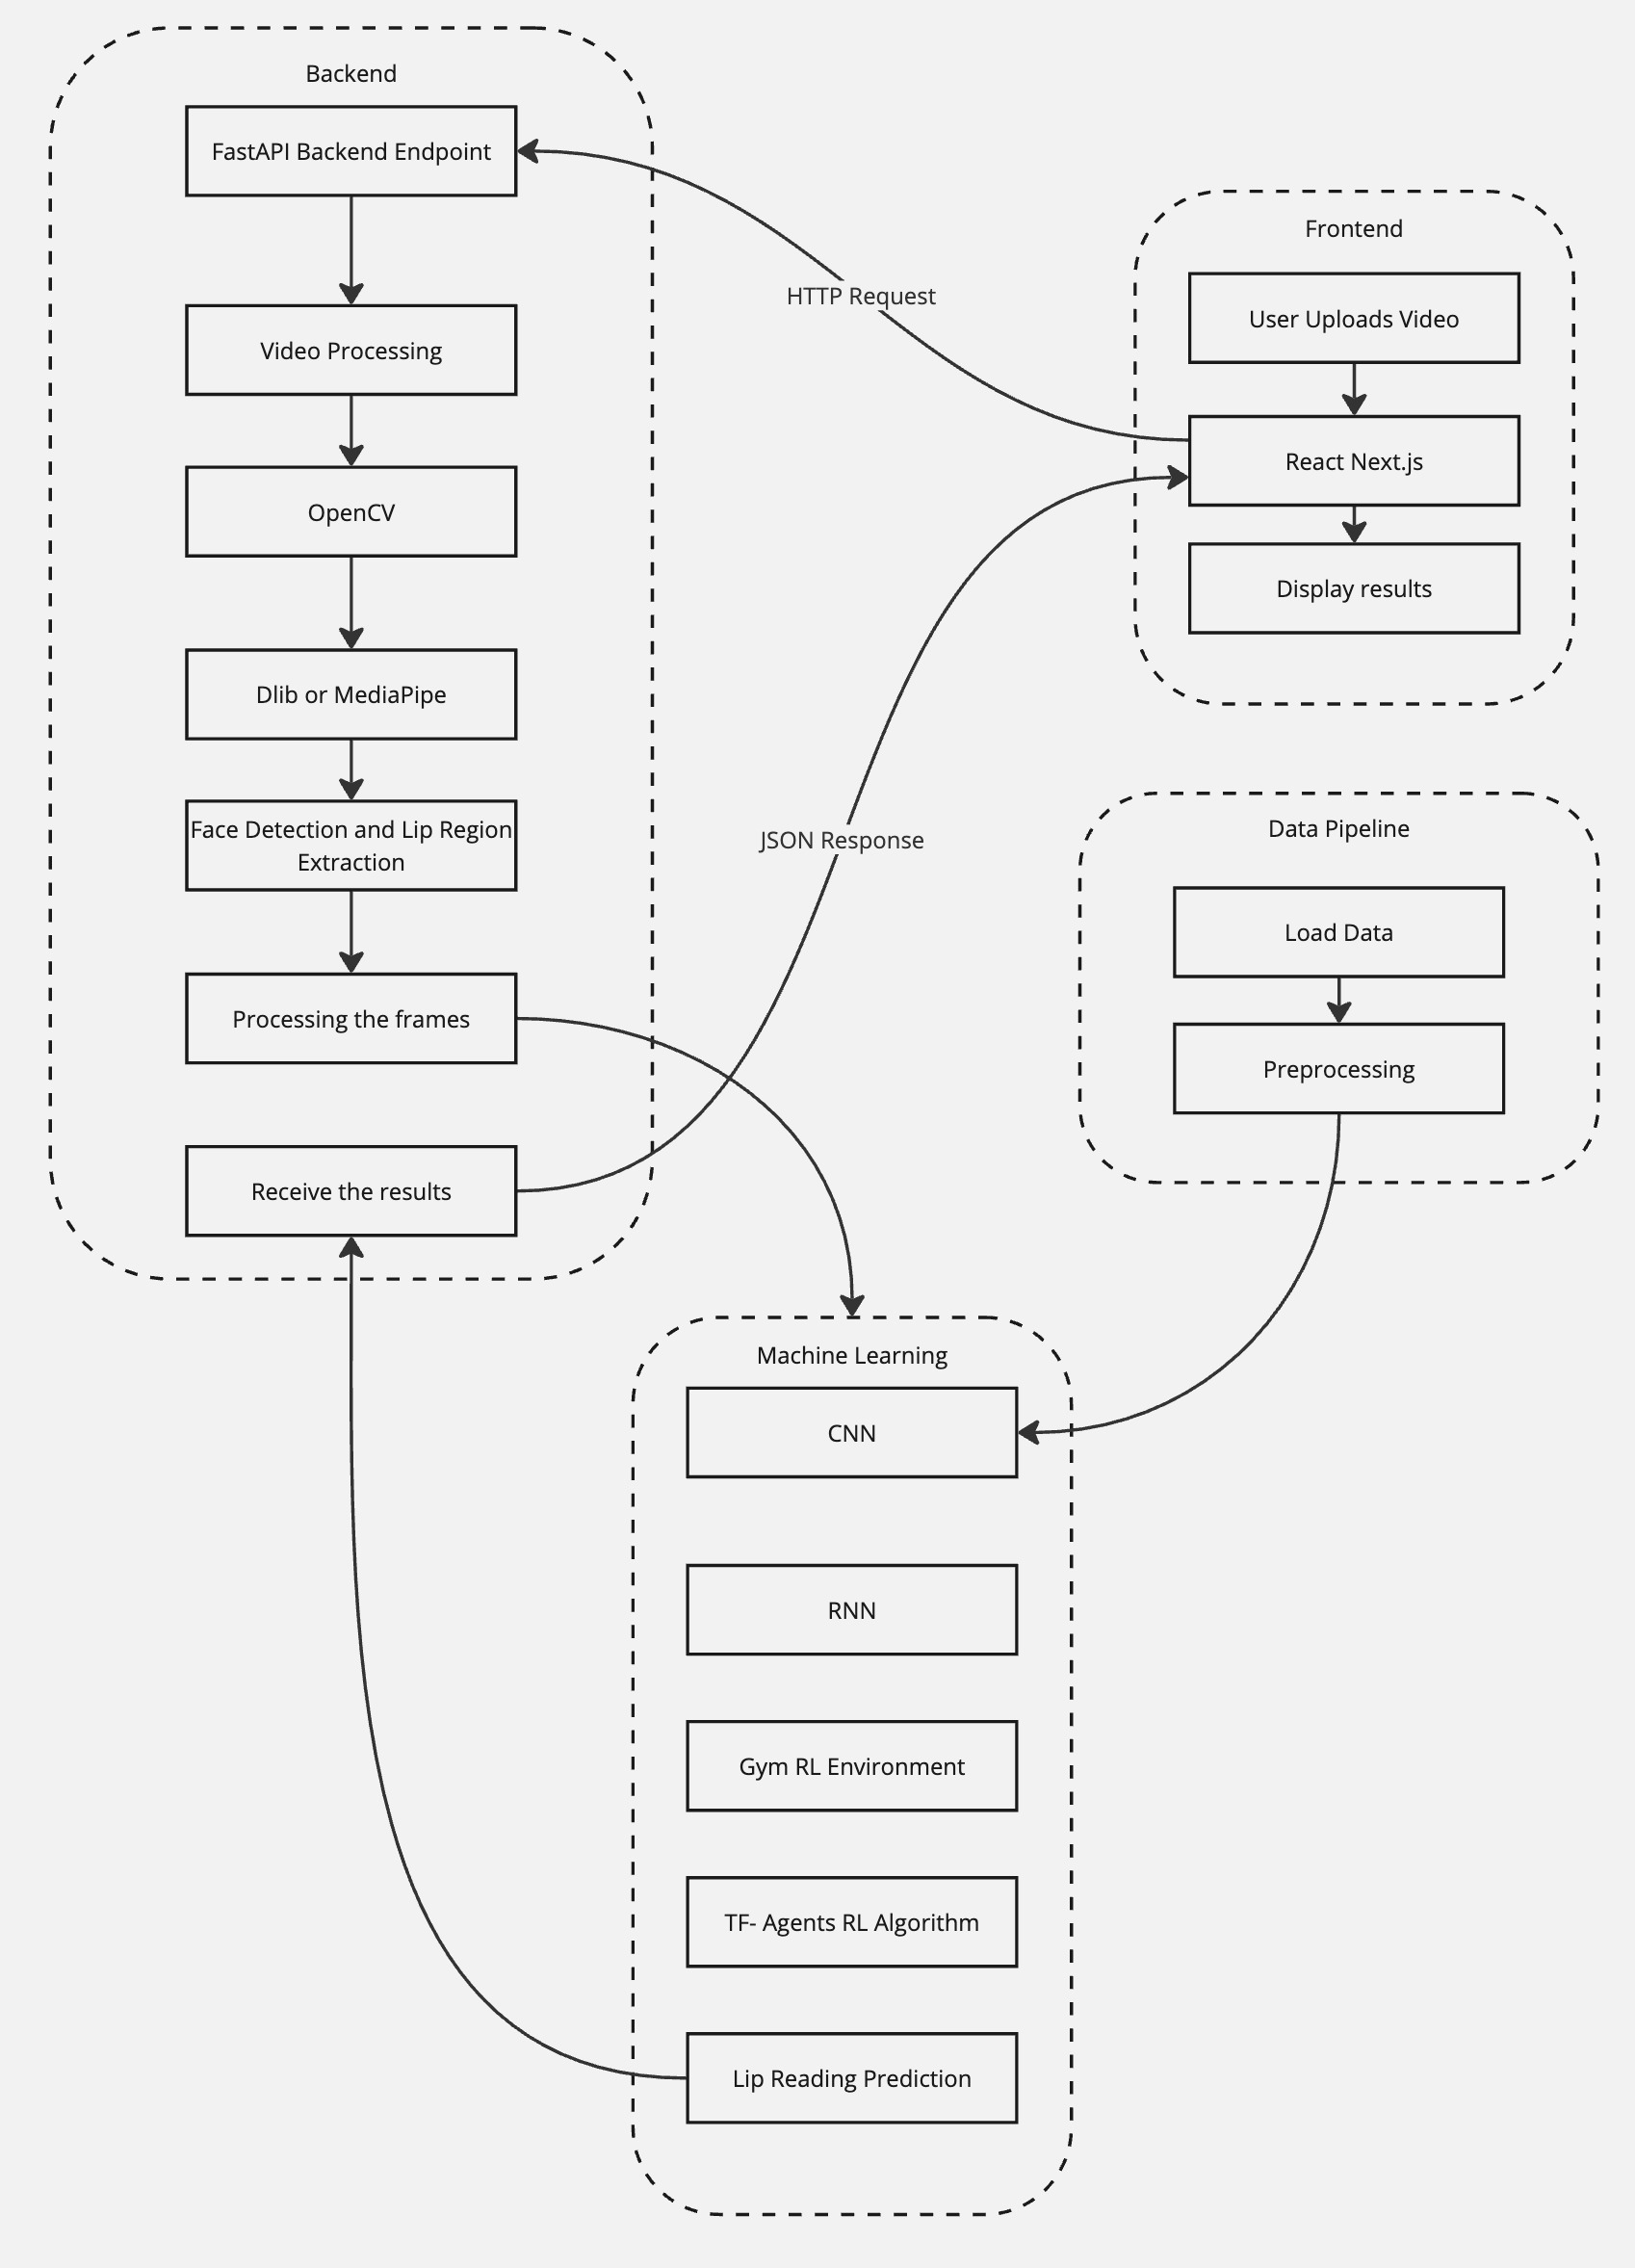 Backend
FastAPI Backend Endpoint
Video Processing
OpenCV
Dlib or MediaPipe
Face Detection and Lip Region
Extraction
Processing the frames
Receive the results
HTTP Request
JSON Response
Frontend
User Uploads Video
React Next.js
Display results
Data Pipeline
Load Data
Preprocessing
Machine Learning
CNN
RNN
Gym RL Environment
TF- Agents RL Algorithm
Lip Reading Prediction